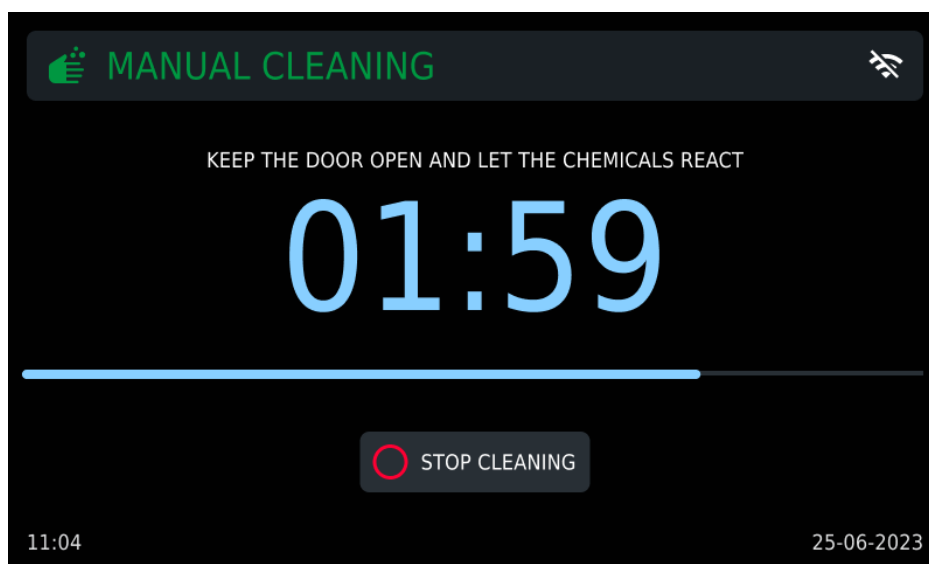 MANUAL CLEANING
KEEP THE DOOR OPEN AND LET THE CHEMICALS REACT
01:59
STOP CLEANING
11:04
25-06-2023